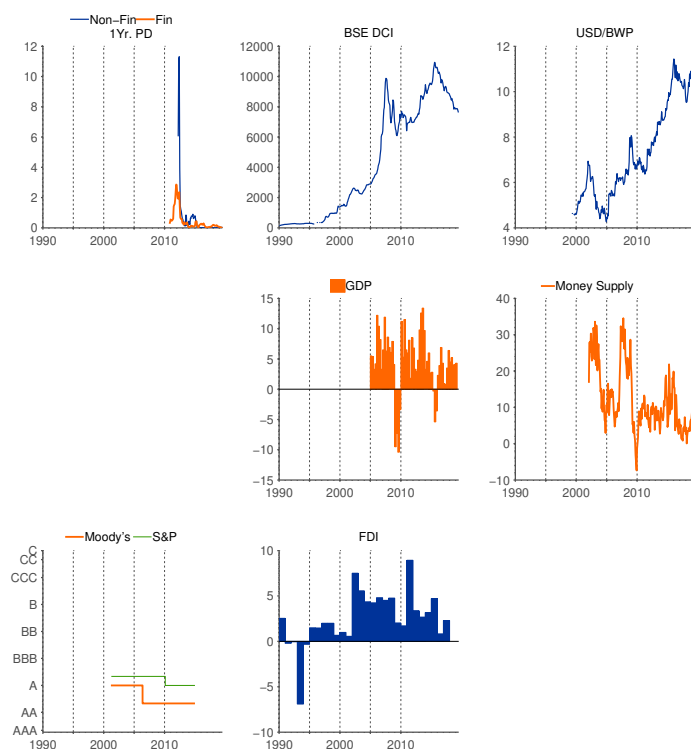 Non-Fin Fin
1Yr. PD
12
10
8
6
4
2
0
1990 2000 2010
BSE DCI
12000
10000
8000
6000
4000
2000
0
1990 2000 2010
USD/BWP
12
10
8
6
4
1990 2000 2010
GDP
15
10
5
0
−5
−10
−15
1990 2000 2010
Money Supply
40
30
20
10
0
−10
1990 2000 2010
Moody's S&P
C
CC
CCC
B
BB
BBB
A
AA
AAA
1990 2000 2010
FDI
10
5
0
−5
−10
1990 2000 2010